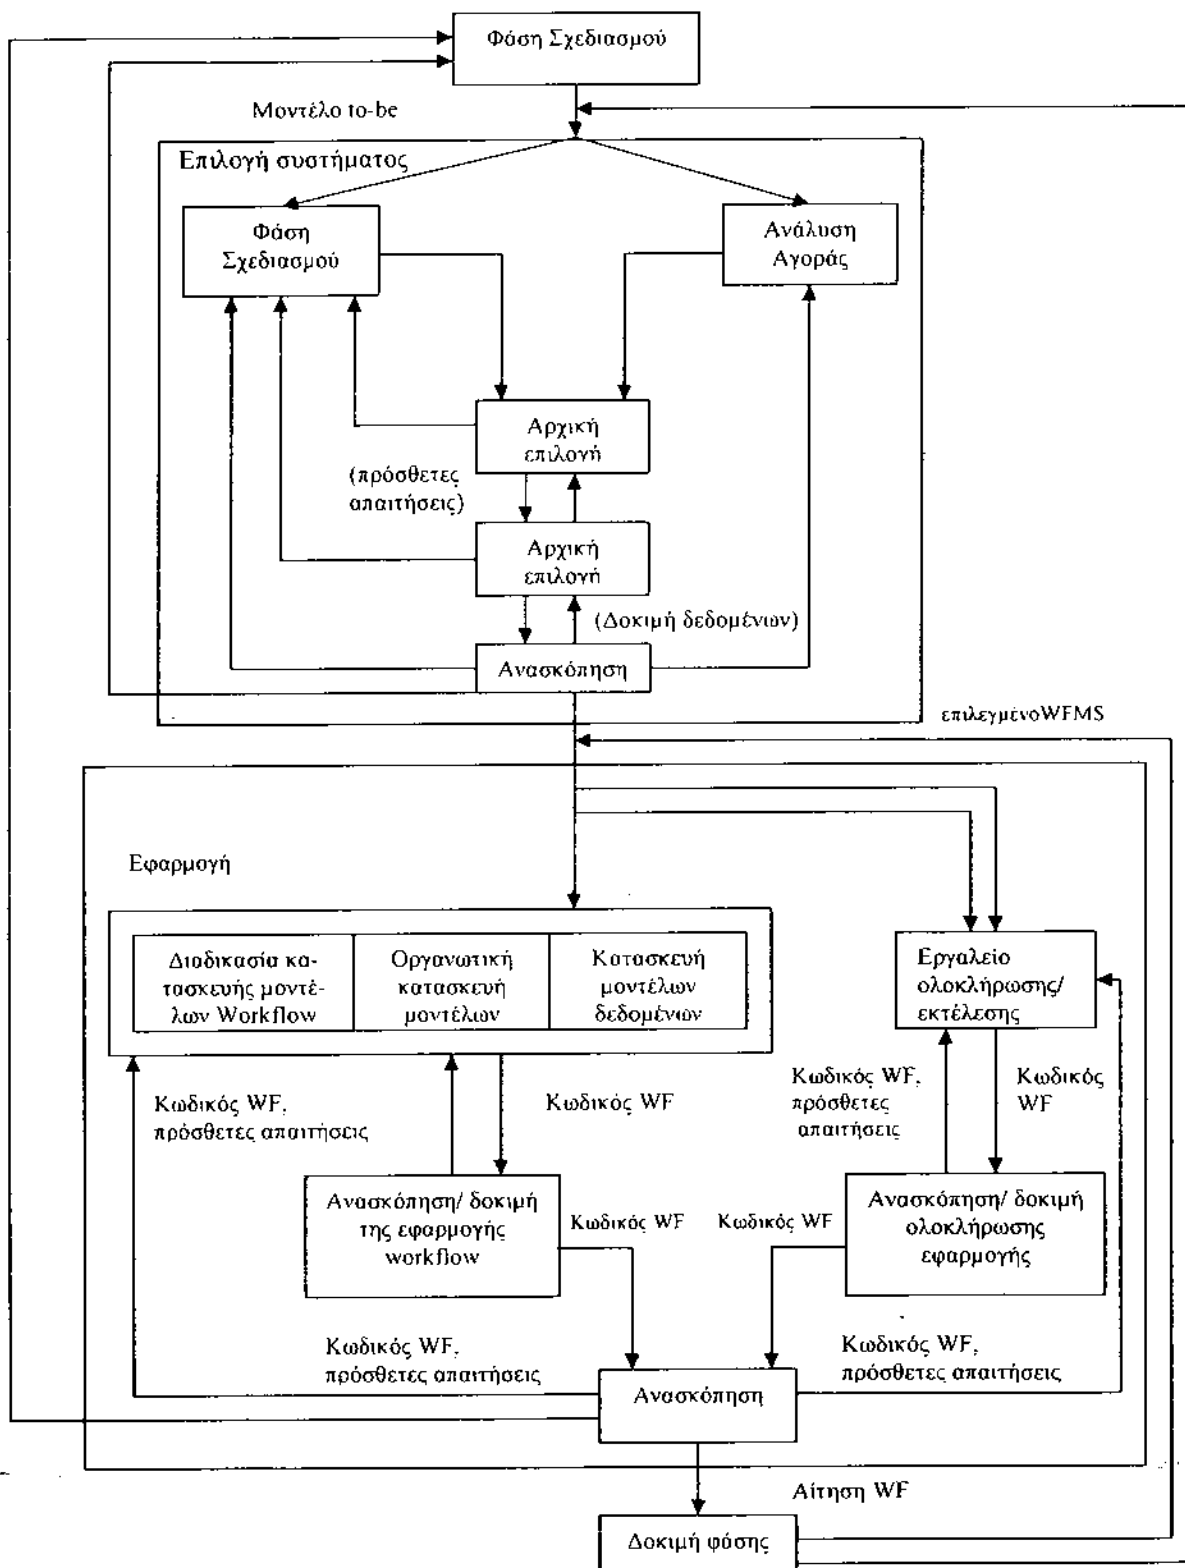 Φάση Σχεδιασμού
Μοντέλο to-be
Επιλογή συστήματος
Φάση
Σχεδιασμού
Ανάλυση
Αγοράς
Αρχική
επιλογή
(πρόσθετες
απαιτήσεις)
Αρχική
επιλογή
(Δοκιμή δεδομένων)
Ανασκόπηση
επιλεγμένοWFMS
Εφαρμογή
Διαδικασία κα-
τασκευής μοντέ-
λων Workflow
Οργανωτική
κατασκευή
μοντέλων
Κατασκευή
μοντέλων
δεδομένων
Εργαλείο
ολοκλήρωσης/
εκτέλεσης
Κωδικός WF,
πρόσθετες απαιτήσεις
Κωδικός WF
Κωδικός WF,
πρόσθετες
απαιτήσεις
Κωδικός
WF
Ανασκόπηση/ δοκιμή
της εφαρμογής
workflow
Κωδικός WF
Κωδικός WF
Ανασκόπηση/ δοκιμή
ολοκλήρωσης
εφαρμογής
Κωδικός WF,
πρόσθετες απαιτήσεις
Κωδικός WF,
πρόσθετες απαιτήσεις
Ανασκόπηση
Αίτηση WF
Δοκιμή φάσης